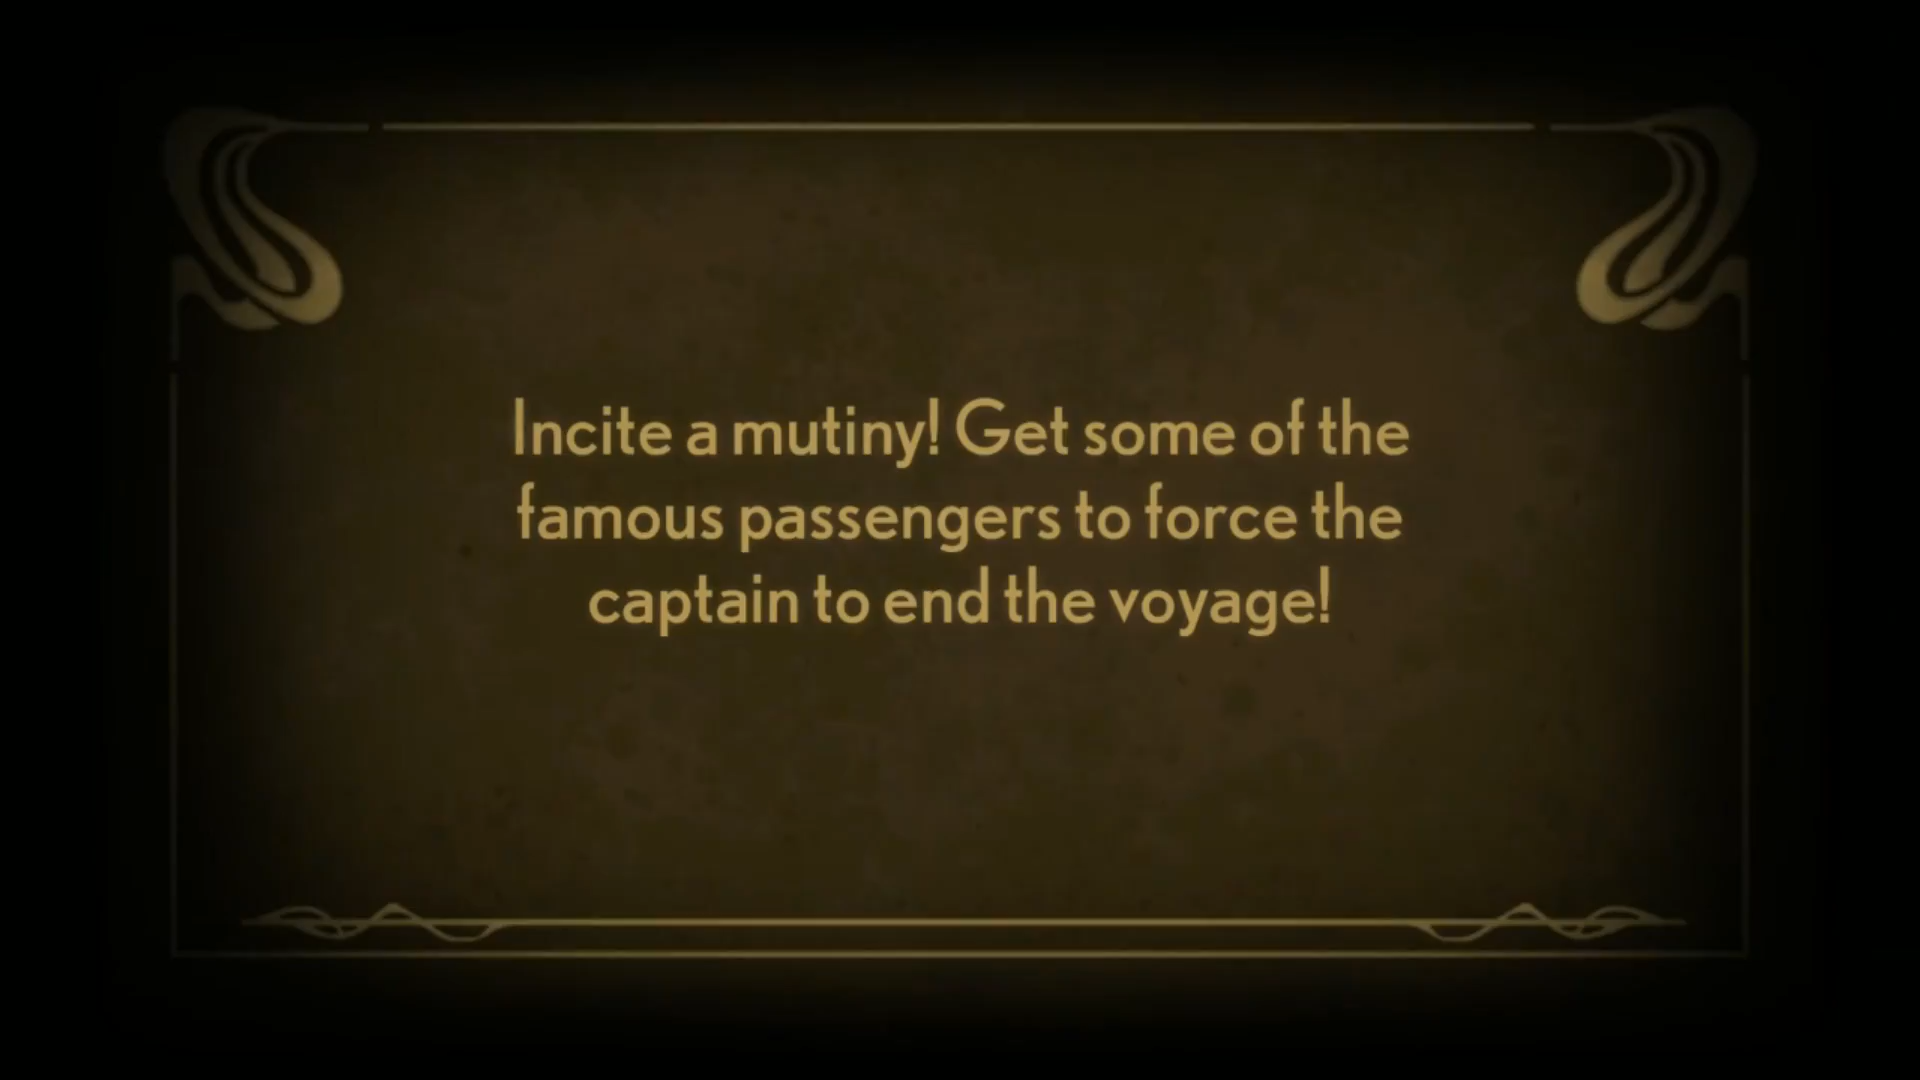 Incite a mutiny! Get some of the
famous passengers to force the
captain to end the voyage!